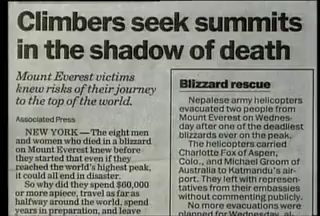 Climbers seek summits
in the shadow of death
Mount Everest victims
knew risks of their journey
to the top of the world.
Associated Press
NEW YORK — The eight men
and women who died in a blizzard
on Mount Everest knew before
they started that even if they
reached the world's highest peak,
it could all end in disaster.
So why did they spend $60,000
or more apiece, travel as far as
halfway around the world, spend
years in preparation, and leave
Blizzard rescue
Nepalese army helicopters
evacuated two people from
Mount Everest on Wednes-
day after one of the deadliest
blizzards ever on the peak.
The helicopters carried
Charlotte Fox of Aspen,
Colo., and Michael Groom of
Australia to Katmandu's air-
port. They left with represen-
tatives from their embassies
without commenting publicly.
No more evacuations were
planned for Wednesday, al-